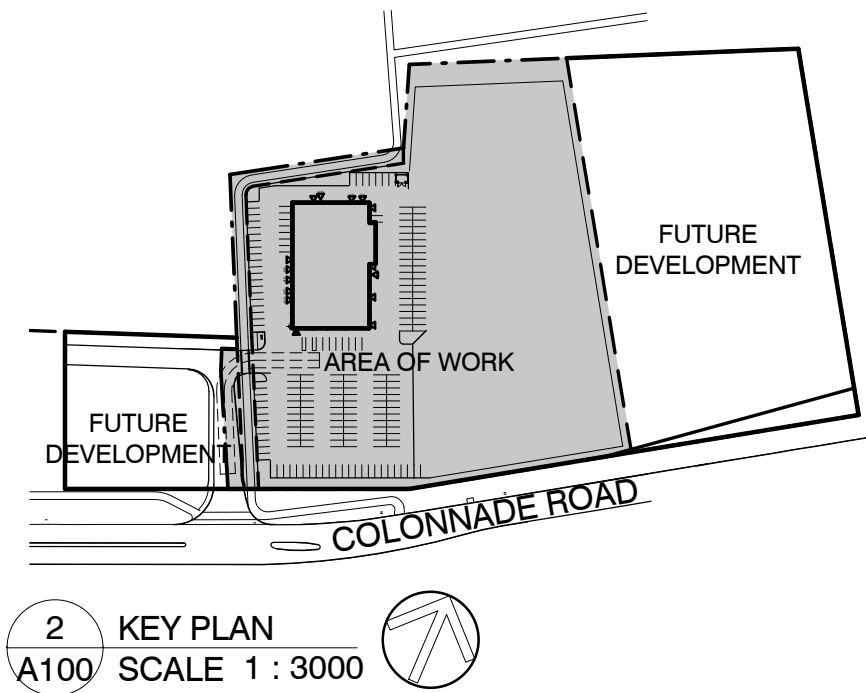 FUTURE
DEVELOPMENT
AREA OF WORK
FUTURE
DEVELOPMENT
COLONNADE ROAD
2
KEY PLAN
A100
SCALE 1 : 3000